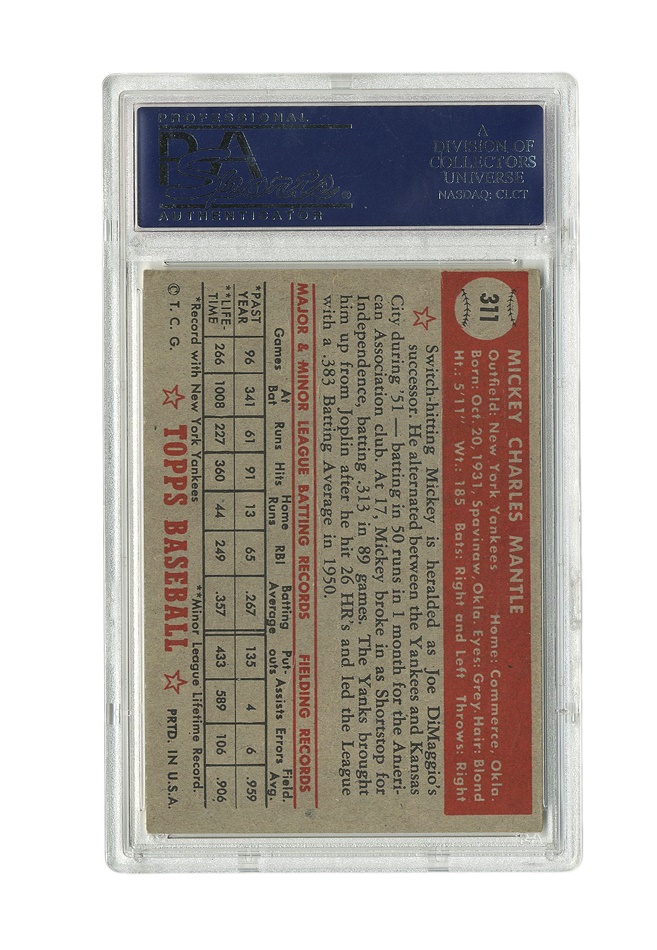 PROFESSIONAL
PSA
Sports
AUTHENTICATOR
A
DIVISION OF
COLLECTORS
UNIVERSE
NASDAQ: CLCT
311
MICKEY CHARLES MANTLE
Outfield: New York Yankees Home: Commerce, Okla.
Born: Oct. 20, 1931, Spavinaw, Okla. Eyes: Grey Hair: Blond
Ht.: 5'11" Wt.: 185 Bats: Right and Left Throws: Right
Switch-hitting Mickey is heralded as Joe DiMaggio's
successor. He alternated between the Yankees and Kansas
City during '51 — batting in 50 runs in 1 month for the Ameri-
can Association club. At 17, Mickey broke in as Shortstop for
Independence, batting .313 in 89 games. The Yanks brought
him up from Joplin after he hit 26 HR's and led the League
with a .383 Batting Average in 1950.
MAJOR & MINOR LEAGUE BATTING RECORDS FIELDING RECORDS
Games At Bat Runs Hits Home Runs RBI Batting Average Put-outs Assists Errors Field. Avg.
*PAST YEAR 96 341 61 91 13 65 .267 135 4 6 .959
**LIFE-TIME 266 1008 227 360 44 249 .357 433 589 106 .906
*Record with New York Yankees **Minor League Lifetime Record.
© T. C. G. TOPPS BASEBALL PRTD. IN U.S.A.